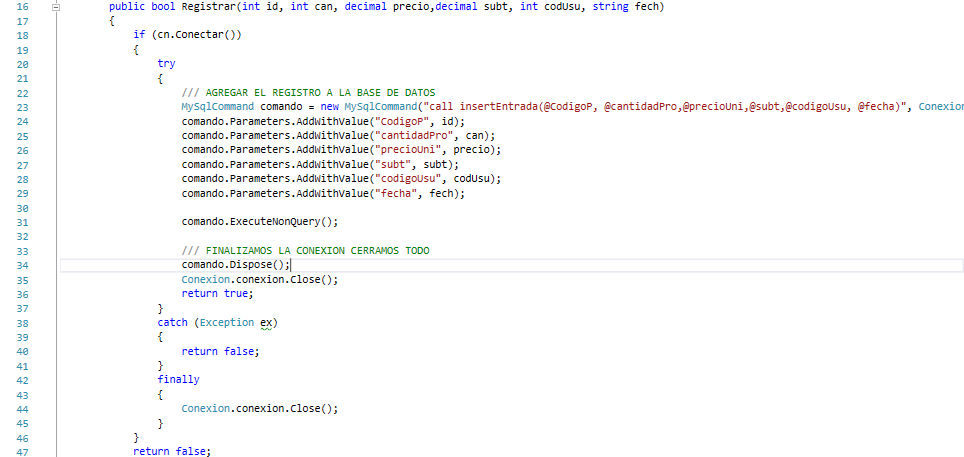 16 public bool Registrar(int id, int can, decimal precio,decimal subt, int codUsu, string fech)
17 {
18 if (cn.Conectar())
19 {
20 try
21 {
22 /// AGREGAR EL REGISTRO A LA BASE DE DATOS
23 MySqlCommand comando = new MySqlCommand("call insertEntrada(@CodigoP, @cantidadPro,@precioUni,@subt,@codigoUsu, @fecha)", Conexion
24 comando.Parameters.AddWithValue("CodigoP", id);
25 comando.Parameters.AddWithValue("cantidadPro", can);
26 comando.Parameters.AddWithValue("precioUni", precio);
27 comando.Parameters.AddWithValue("subt", subt);
28 comando.Parameters.AddWithValue("codigoUsu", codUsu);
29 comando.Parameters.AddWithValue("fecha", fech);
30
31 comando.ExecuteNonQuery();
32
33 /// FINALIZAMOS LA CONEXION CERRAMOS TODO
34 comando.Dispose();
35 Conexion.conexion.Close();
36 return true;
37 }
38 catch (Exception ex)
39 {
40 return false;
41 }
42 finally
43 {
44 Conexion.conexion.Close();
45 }
46 }
47 return false;